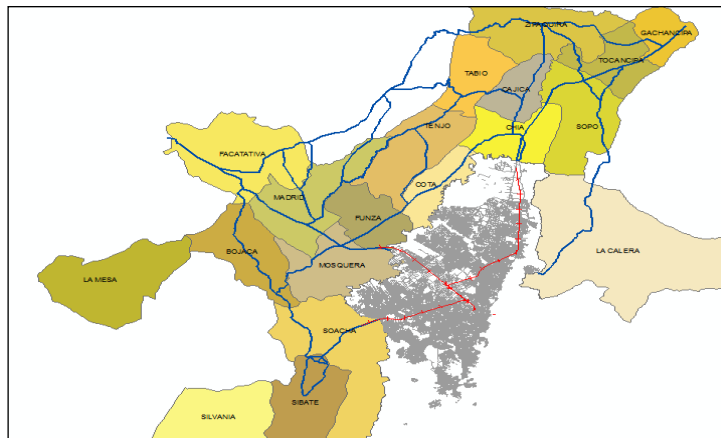 ZIPAQUIRA
GACHANCIPA
TOCANCIPA
TABIO
CAJICA
TENJO
CHIA
SOPO
FACATATIVA
COTA
MADRID
FUNZA
BOJACA
MOSQUERA
LA CALERA
LA MESA
SOACHA
SIBATE
SILVANIA